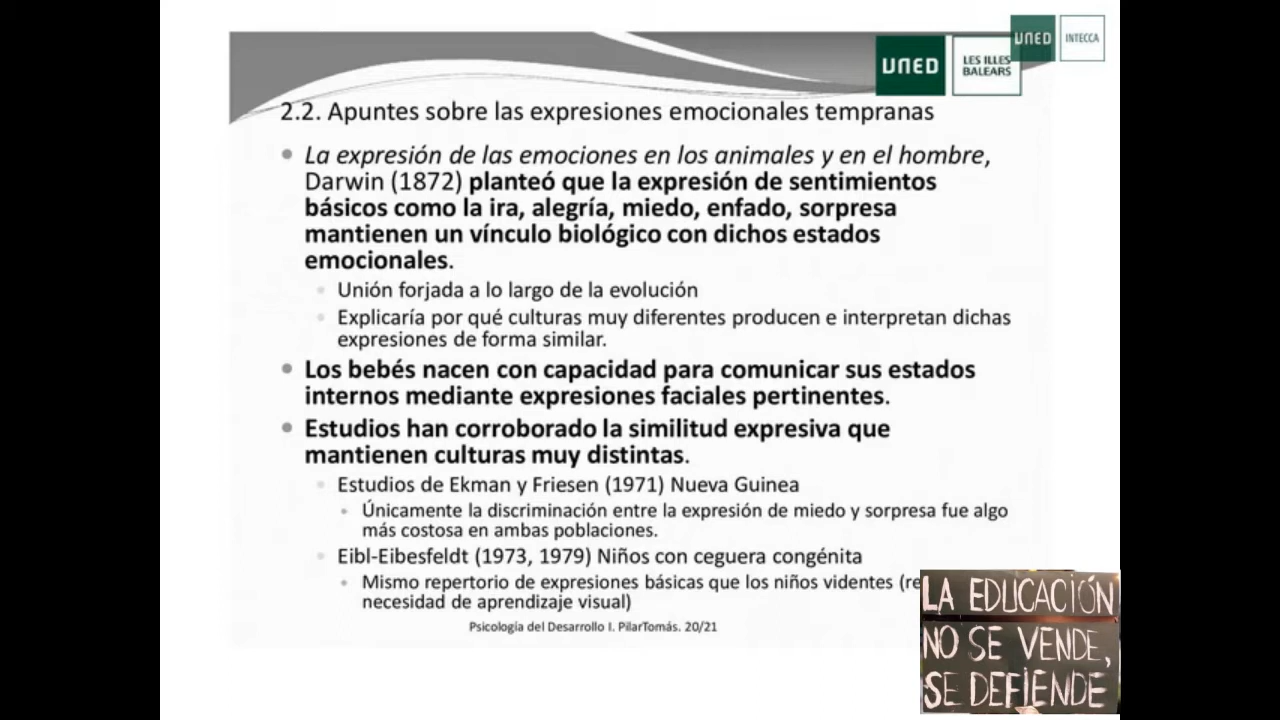 UNED
INTECCA
UNED
LES ILLES
BALEARS
2.2. Apuntes sobre las expresiones emocionales tempranas
La expresión de las emociones en los animales y en el hombre,
Darwin (1872) planteó que la expresión de sentimientos
básicos como la ira, alegría, miedo, enfado, sorpresa
mantienen un vínculo biológico con dichos estados
emocionales.
Unión forjada a lo largo de la evolución
Explicaría por qué culturas muy diferentes producen e interpretan dichas
expresiones de forma similar.
Los bebés nacen con capacidad para comunicar sus estados
internos mediante expresiones faciales pertinentes.
Estudios han corroborado la similitud expresiva que
mantienen culturas muy distintas.
Estudios de Ekman y Friesen (1971) Nueva Guinea
Únicamente la discriminación entre la expresión de miedo y sorpresa fue algo
más costosa en ambas poblaciones.
Eibl-Eibesfeldt (1973, 1979) Niños con ceguera congénita
Mismo repertorio de expresiones básicas que los niños videntes
necesidad de aprendizaje visual)
Psicología del Desarrollo I. PilarTomás. 20/21
LA EDUCACIÓN
NO SE VENDE,
SE DEFIENDE